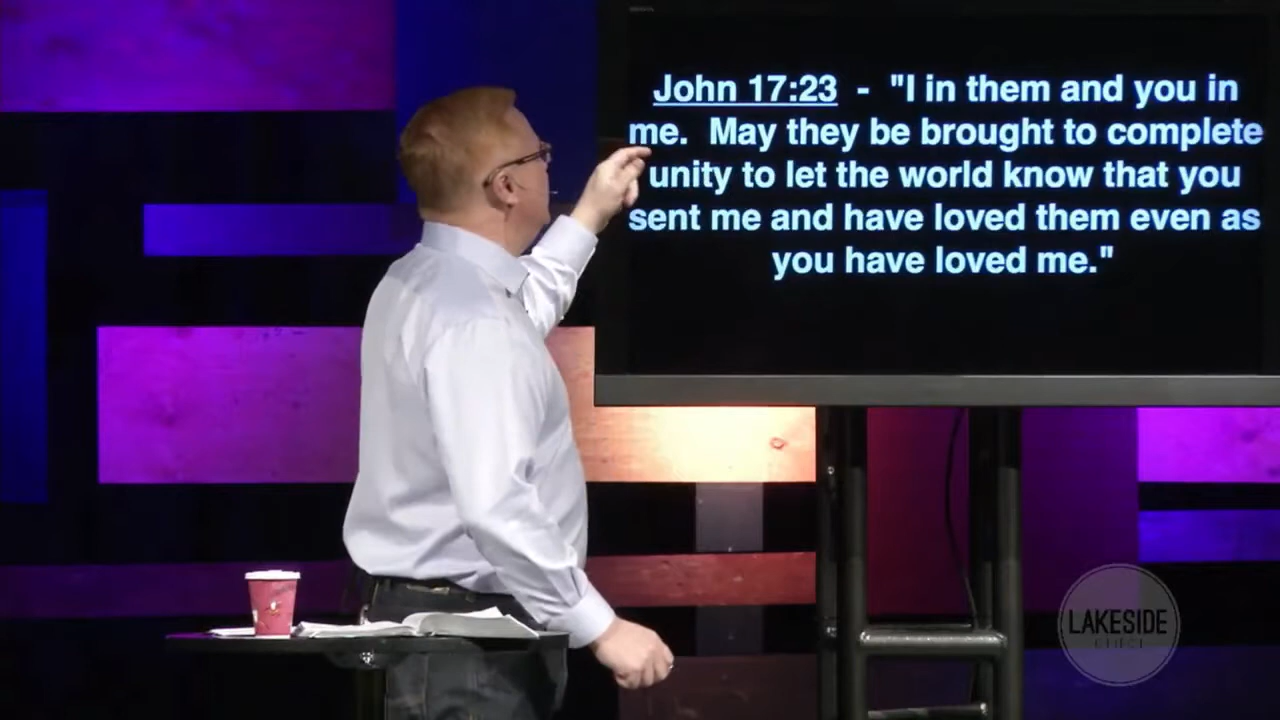 John 17:23 - "I in them and you in
me. May they be brought to complete
unity to let the world know that you
sent me and have loved them even as
you have loved me."
LAKESIDE